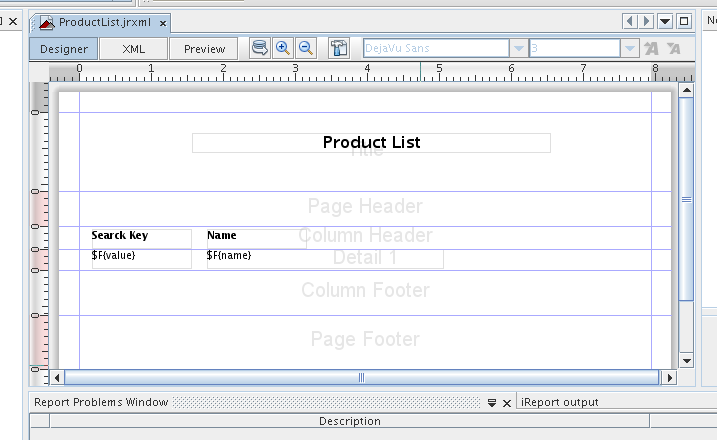 ProductList.jrxml
Ne
Designer XML Preview DejaVu Sans 3
0 1 2 3 4 5 6 7 8
Product List
Title
Page Header
Searck Key Name Column Header
$F{value} $F{name} Detail 1
Column Footer
Page Footer
Report Problems Window iReport output
Description